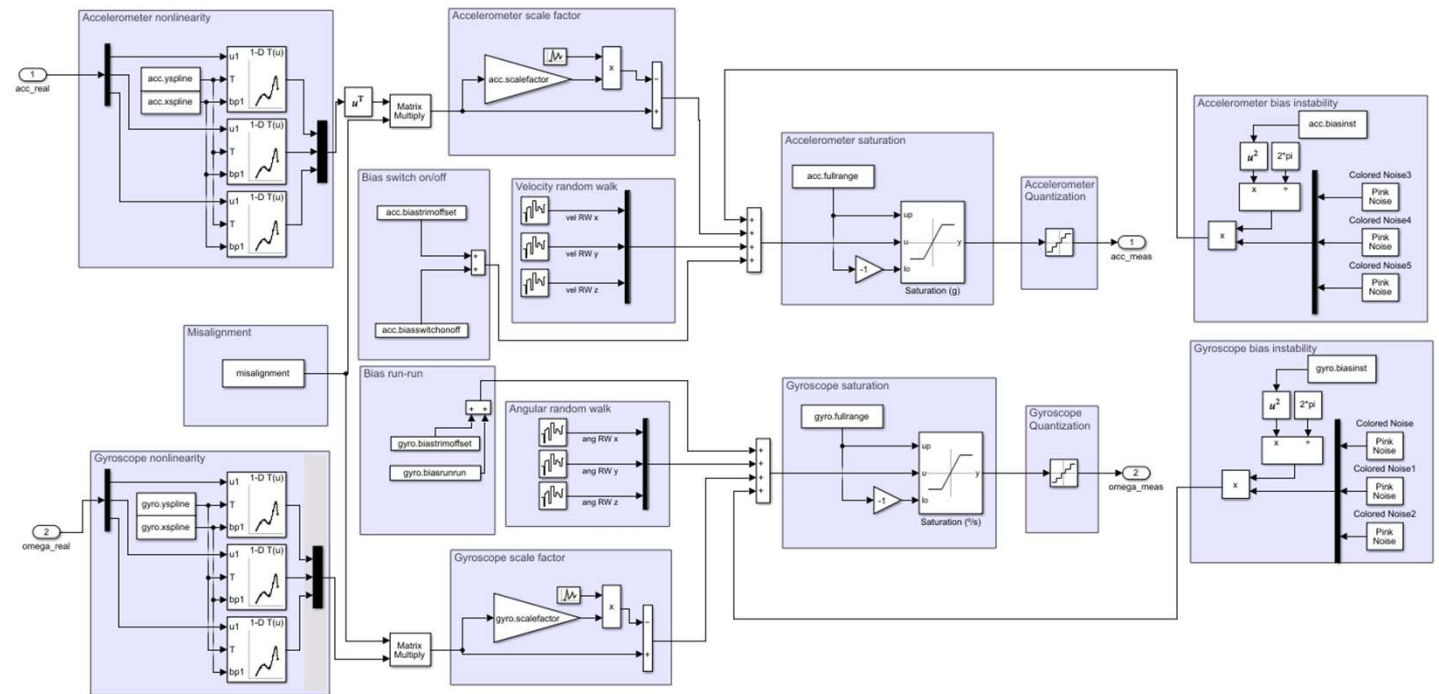 Accelerometer nonlinearity
1
acc_real
acc.yspline
acc.xspline
u1
T
bp1
1-D T(u)
u1
T
bp1
1-D T(u)
u1
T
bp1
1-D T(u)
uᵀ
Matrix
Multiply
Accelerometer scale factor
acc.scalefactor
x
−
+
Bias switch on/off
acc.biastrimoffset
+
+
acc.biasswitchonoff
Velocity random walk
vel RW x
vel RW y
vel RW z
+
+
+
+
Accelerometer saturation
acc.fullrange
-1
up
u
lo
y
Saturation (g)
Accelerometer
Quantization
1
acc_meas
Accelerometer bias instability
acc.biasinst
u²
2*pi
x
÷
x
Colored Noise3
Pink
Noise
Colored Noise4
Pink
Noise
Colored Noise5
Pink
Noise
Misalignment
misalignment
Bias run-run
+ +
gyro.biastrimoffset
gyro.biasrunrun
Angular random walk
ang RW x
ang RW y
ang RW z
+
+
+
+
Gyroscope saturation
gyro.fullrange
-1
up
u
lo
y
Saturation (º/s)
Gyroscope
Quantization
2
omega_meas
Gyroscope bias instability
gyro.biasinst
u²
2*pi
x
÷
x
Colored Noise
Pink
Noise
Colored Noise1
Pink
Noise
Colored Noise2
Pink
Noise
Gyroscope nonlinearity
2
omega_real
gyro.yspline
gyro.xspline
u1
T
bp1
1-D T(u)
u1
T
bp1
1-D T(u)
u1
T
bp1
1-D T(u)
Matrix
Multiply
Gyroscope scale factor
gyro.scalefactor
x
−
+